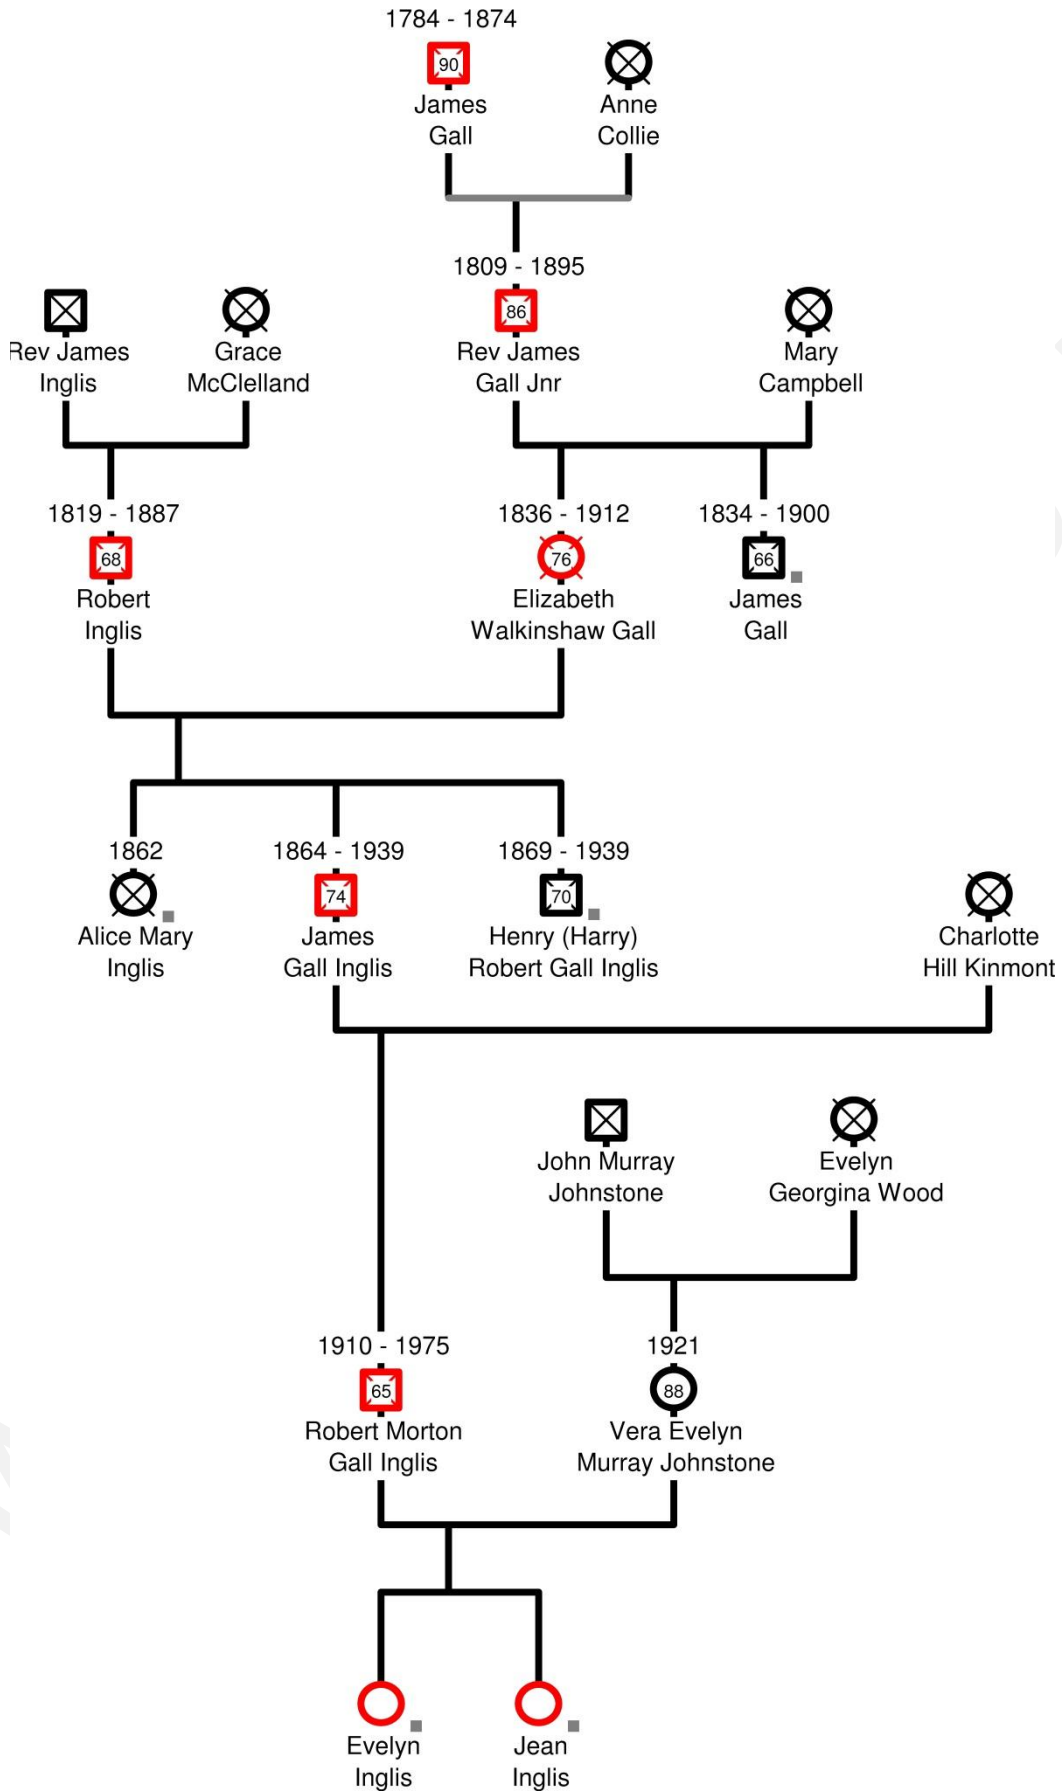 1784 - 1874
90
James
Gall
Anne
Collie
1809 - 1895
86
Rev James
Inglis
Grace
McClelland
Rev James
Gall Jnr
Mary
Campbell
1819 - 1887
1836 - 1912
1834 - 1900
68
76
66
Robert
Inglis
Elizabeth
Walkinshaw Gall
James
Gall
1862
1864 - 1939
1869 - 1939
74
70
Alice Mary
Inglis
James
Gall Inglis
Henry (Harry)
Robert Gall Inglis
Charlotte
Hill Kinmont
John Murray
Johnstone
Evelyn
Georgina Wood
1910 - 1975
1921
65
88
Robert Morton
Gall Inglis
Vera Evelyn
Murray Johnstone
Evelyn
Inglis
Jean
Inglis